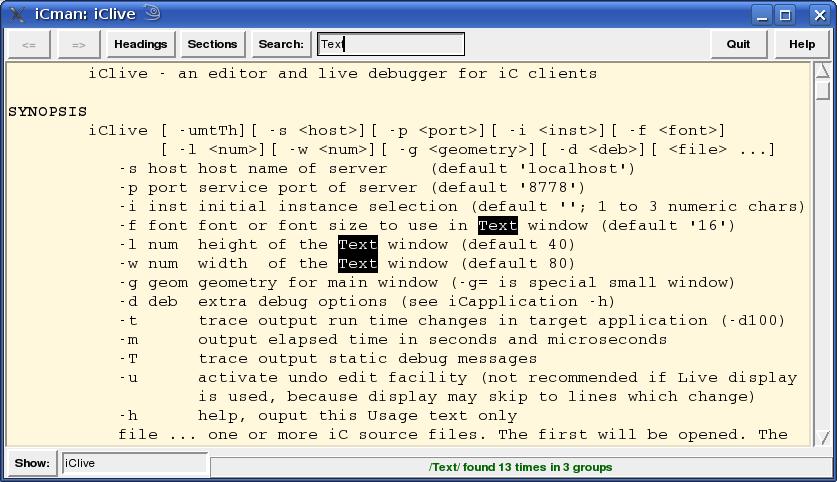 iCman: iClive
<= => Headings Sections Search: Text Quit Help
iClive - an editor and live debugger for iC clients
SYNOPSIS
iClive [ -umtTh][ -s <host>][ -p <port>][ -i <inst>][ -f <font>]
[ -l <num>][ -w <num>][ -g <geometry>][ -d <deb>][ <file> ...]
-s host host name of server    (default 'localhost')
-p port service port of server (default '8778')
-i inst initial instance selection (default ''; 1 to 3 numeric chars)
-f font font or font size to use in Text window (default '16')
-l num  height of the Text window (default 40)
-w num  width  of the Text window (default 80)
-g geom geometry for main window (-g= is special small window)
-d deb  extra debug options (see iCapplication -h)
-t      trace output run time changes in target application (-d100)
-m      output elapsed time in seconds and microseconds
-T      trace output static debug messages
-u      activate undo edit facility (not recommended if Live display
is used, because display may skip to lines which change)
-h      help, ouput this Usage text only
file ... one or more iC source files. The first will be opened. The
Show: iClive /Text/ found 13 times in 3 groups